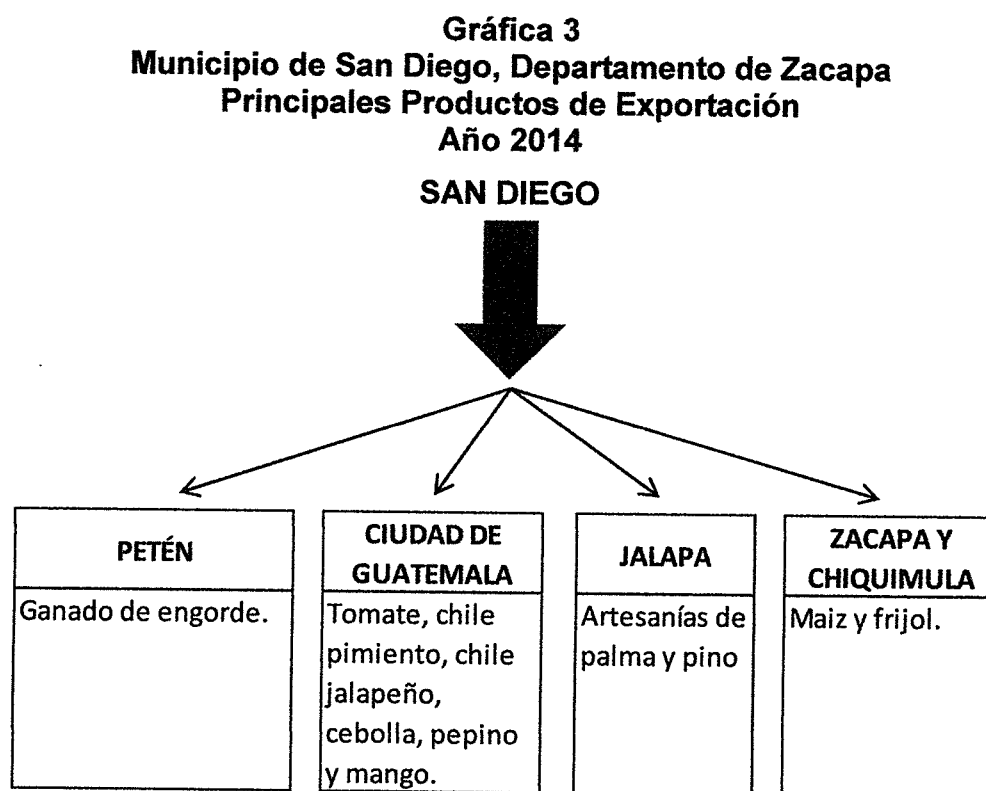 Gráfica 3
Municipio de San Diego, Departamento de Zacapa
Principales Productos de Exportación
Año 2014
SAN DIEGO
PETÉN
Ganado de engorde.
CIUDAD DE
GUATEMALA
Tomate, chile
pimiento, chile
jalapeño,
cebolla, pepino
y mango.
JALAPA
Artesanías de
palma y pino
ZACAPA Y
CHIQUIMULA
Maiz y frijol.